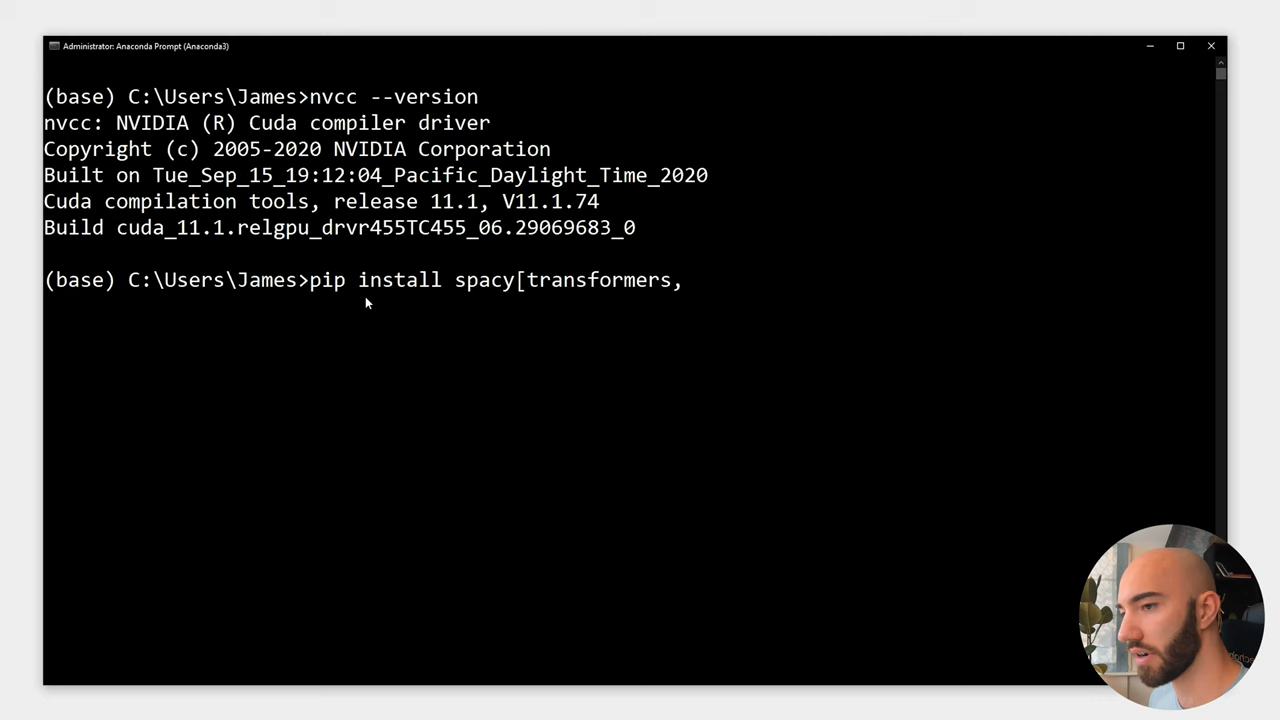 Administrator: Anaconda Prompt (Anaconda3)
(base) C:\Users\James>nvcc --version
nvcc: NVIDIA (R) Cuda compiler driver
Copyright (c) 2005-2020 NVIDIA Corporation
Built on Tue_Sep_15_19:12:04_Pacific_Daylight_Time_2020
Cuda compilation tools, release 11.1, V11.1.74
Build cuda_11.1.relgpu_drvr455TC455_06.29069683_0
(base) C:\Users\James>pip install spacy[transformers,